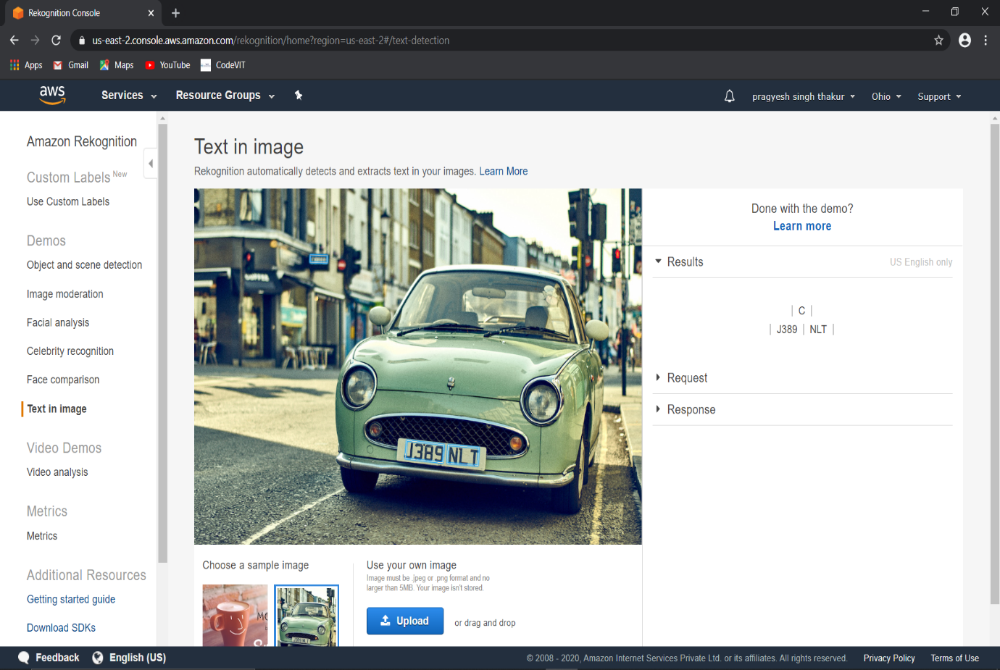 Rekognition Console
us-east-2.console.aws.amazon.com/rekognition/home?region=us-east-2#/text-detection
Apps Gmail Maps YouTube CodeVIT
aws Services Resource Groups pragyesh singh thakur Ohio Support
Amazon Rekognition
Custom Labels New
Use Custom Labels
Demos
Object and scene detection
Image moderation
Facial analysis
Celebrity recognition
Face comparison
Text in image
Video Demos
Video analysis
Metrics
Metrics
Additional Resources
Getting started guide
Download SDKs
Text in image
Rekognition automatically detects and extracts text in your images. Learn More
J389 NLT
Choose a sample image
Use your own image
Image must be .jpeg or .png format and no
larger than 5MB. Your image isn't stored.
Upload or drag and drop
Done with the demo?
Learn more
Results US English only
| C |
| J389 | NLT |
Request
Response
Feedback English (US) © 2008 - 2020, Amazon Internet Services Private Ltd. or its affiliates. All rights reserved. Privacy Policy Terms of Use